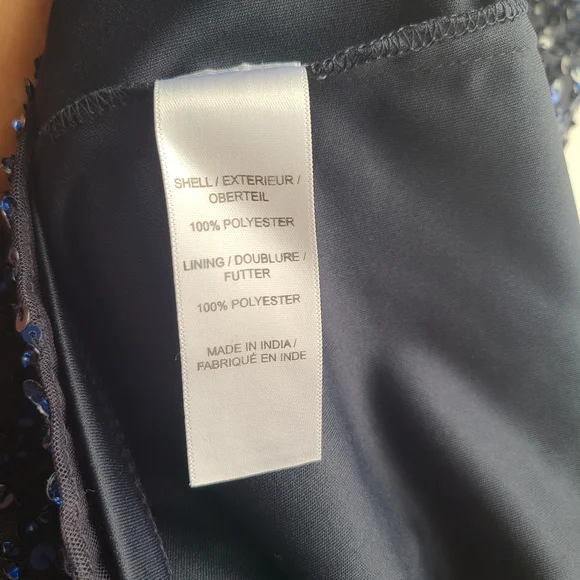 SHELL / EXTERIEUR /
OBERTEIL
100% POLYESTER
LINING / DOUBLURE /
FUTTER
100% POLYESTER
MADE IN INDIA /
FABRIQUÉ EN INDE